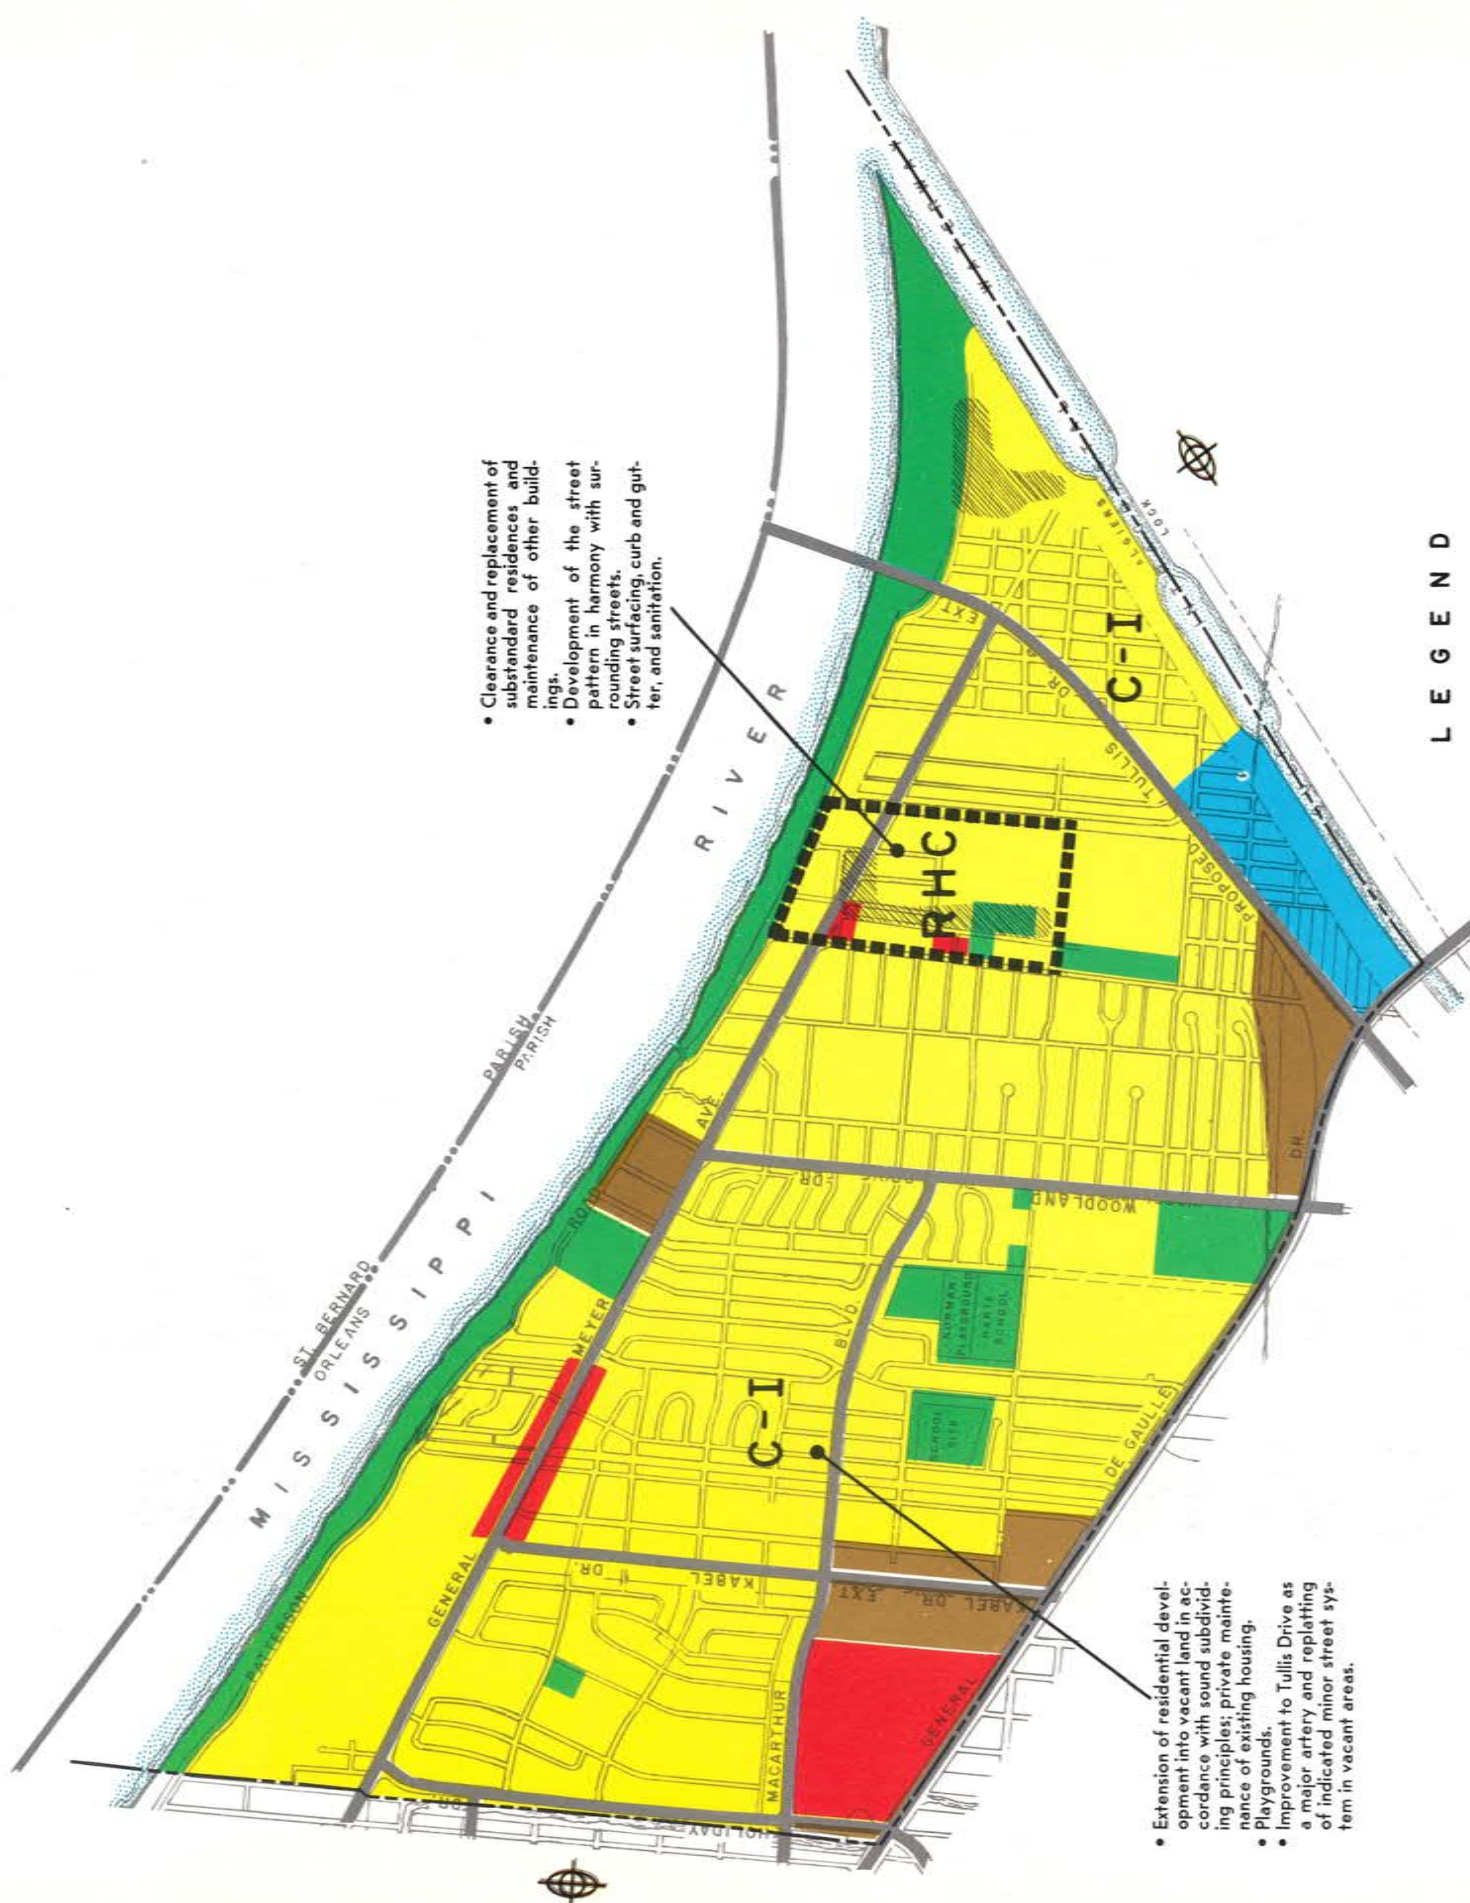 • Clearance and replacement of
substandard residences and
maintenance of other build-
ings.
• Development of the street
pattern in harmony with sur-
rounding streets.
• Street surfacing, curb and gut-
ter, and sanitation.
ST. BERNARD PARISH
ORLEANS PARISH
MISSISSIPPI RIVER
PATTERSON ROAD
GENERAL MEYER AVE.
HOLIDAY DR.
MACARTHUR BLVD.
KABEL DR.
KABEL DR. EXT
WOODLAND DR.
GENERAL DE GAULLE DR.
PROPOSED TULLIS DR. EXT
ALGIERS
LOCK
NORMAN
PLAYGROUND
HARTE
SCHOOL
SCHOOL
SITE
C-I
RHC
C-I
• Extension of residential devel-
opment into vacant land in ac-
cordance with sound subdivid-
ing principles; private mainte-
nance of existing housing.
• Playgrounds.
• Improvement to Tullis Drive as
a major artery and replatting
of indicated minor street sys-
tem in vacant areas.
LEGEND